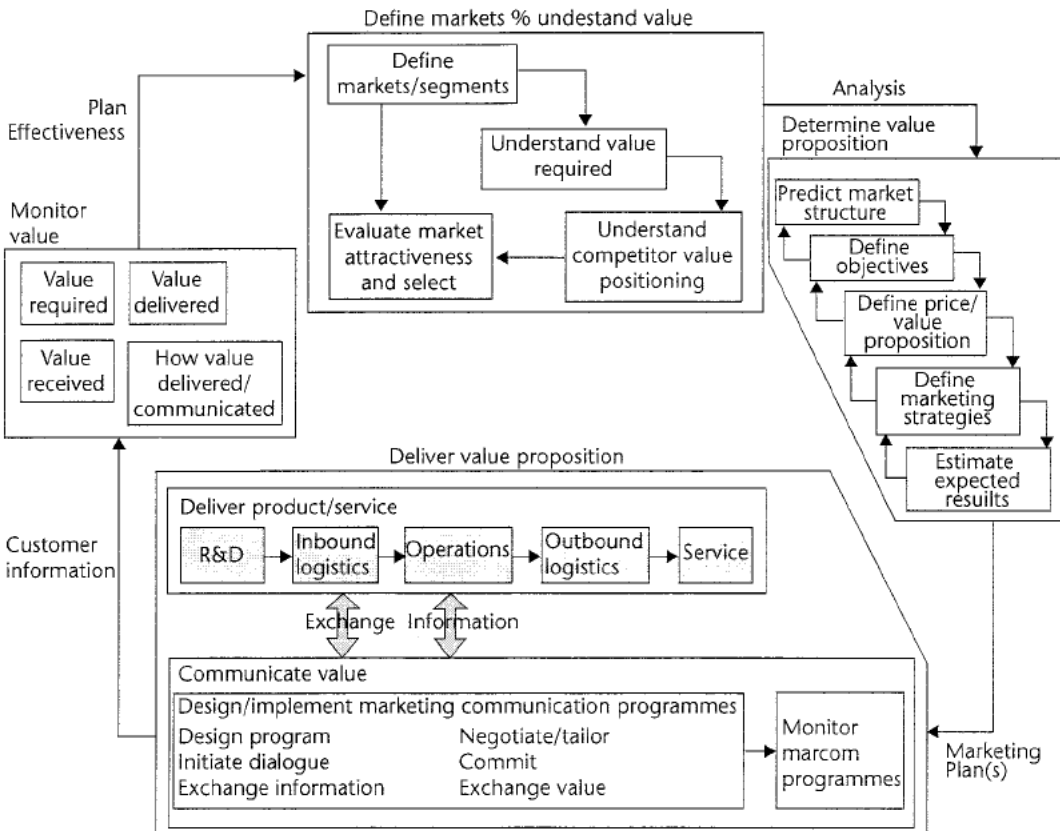 Define markets % undestand value
Define
markets/segments
Understand value
required
Evaluate market
attractiveness
and select
Understand
competitor value
positioning
Plan
Effectiveness
Analysis
Determine value
proposition
Predict market
structure
Define
objectives
Define price/
value
proposition
Define
marketing
strategies
Estimate
expected
resuilts
Monitor
value
Value
required
Value
delivered
Value
received
How value
delivered/
communicated
Customer
information
Deliver value proposition
Deliver product/service
R&D
Inbound
logistics
Operations
Outbound
logistics
Service
Exchange Information
Communicate value
Design/implement marketing communication programmes
Design program
Initiate dialogue
Exchange information
Negotiate/tailor
Commit
Exchange value
Monitor
marcom
programmes
Marketing
Plan(s)